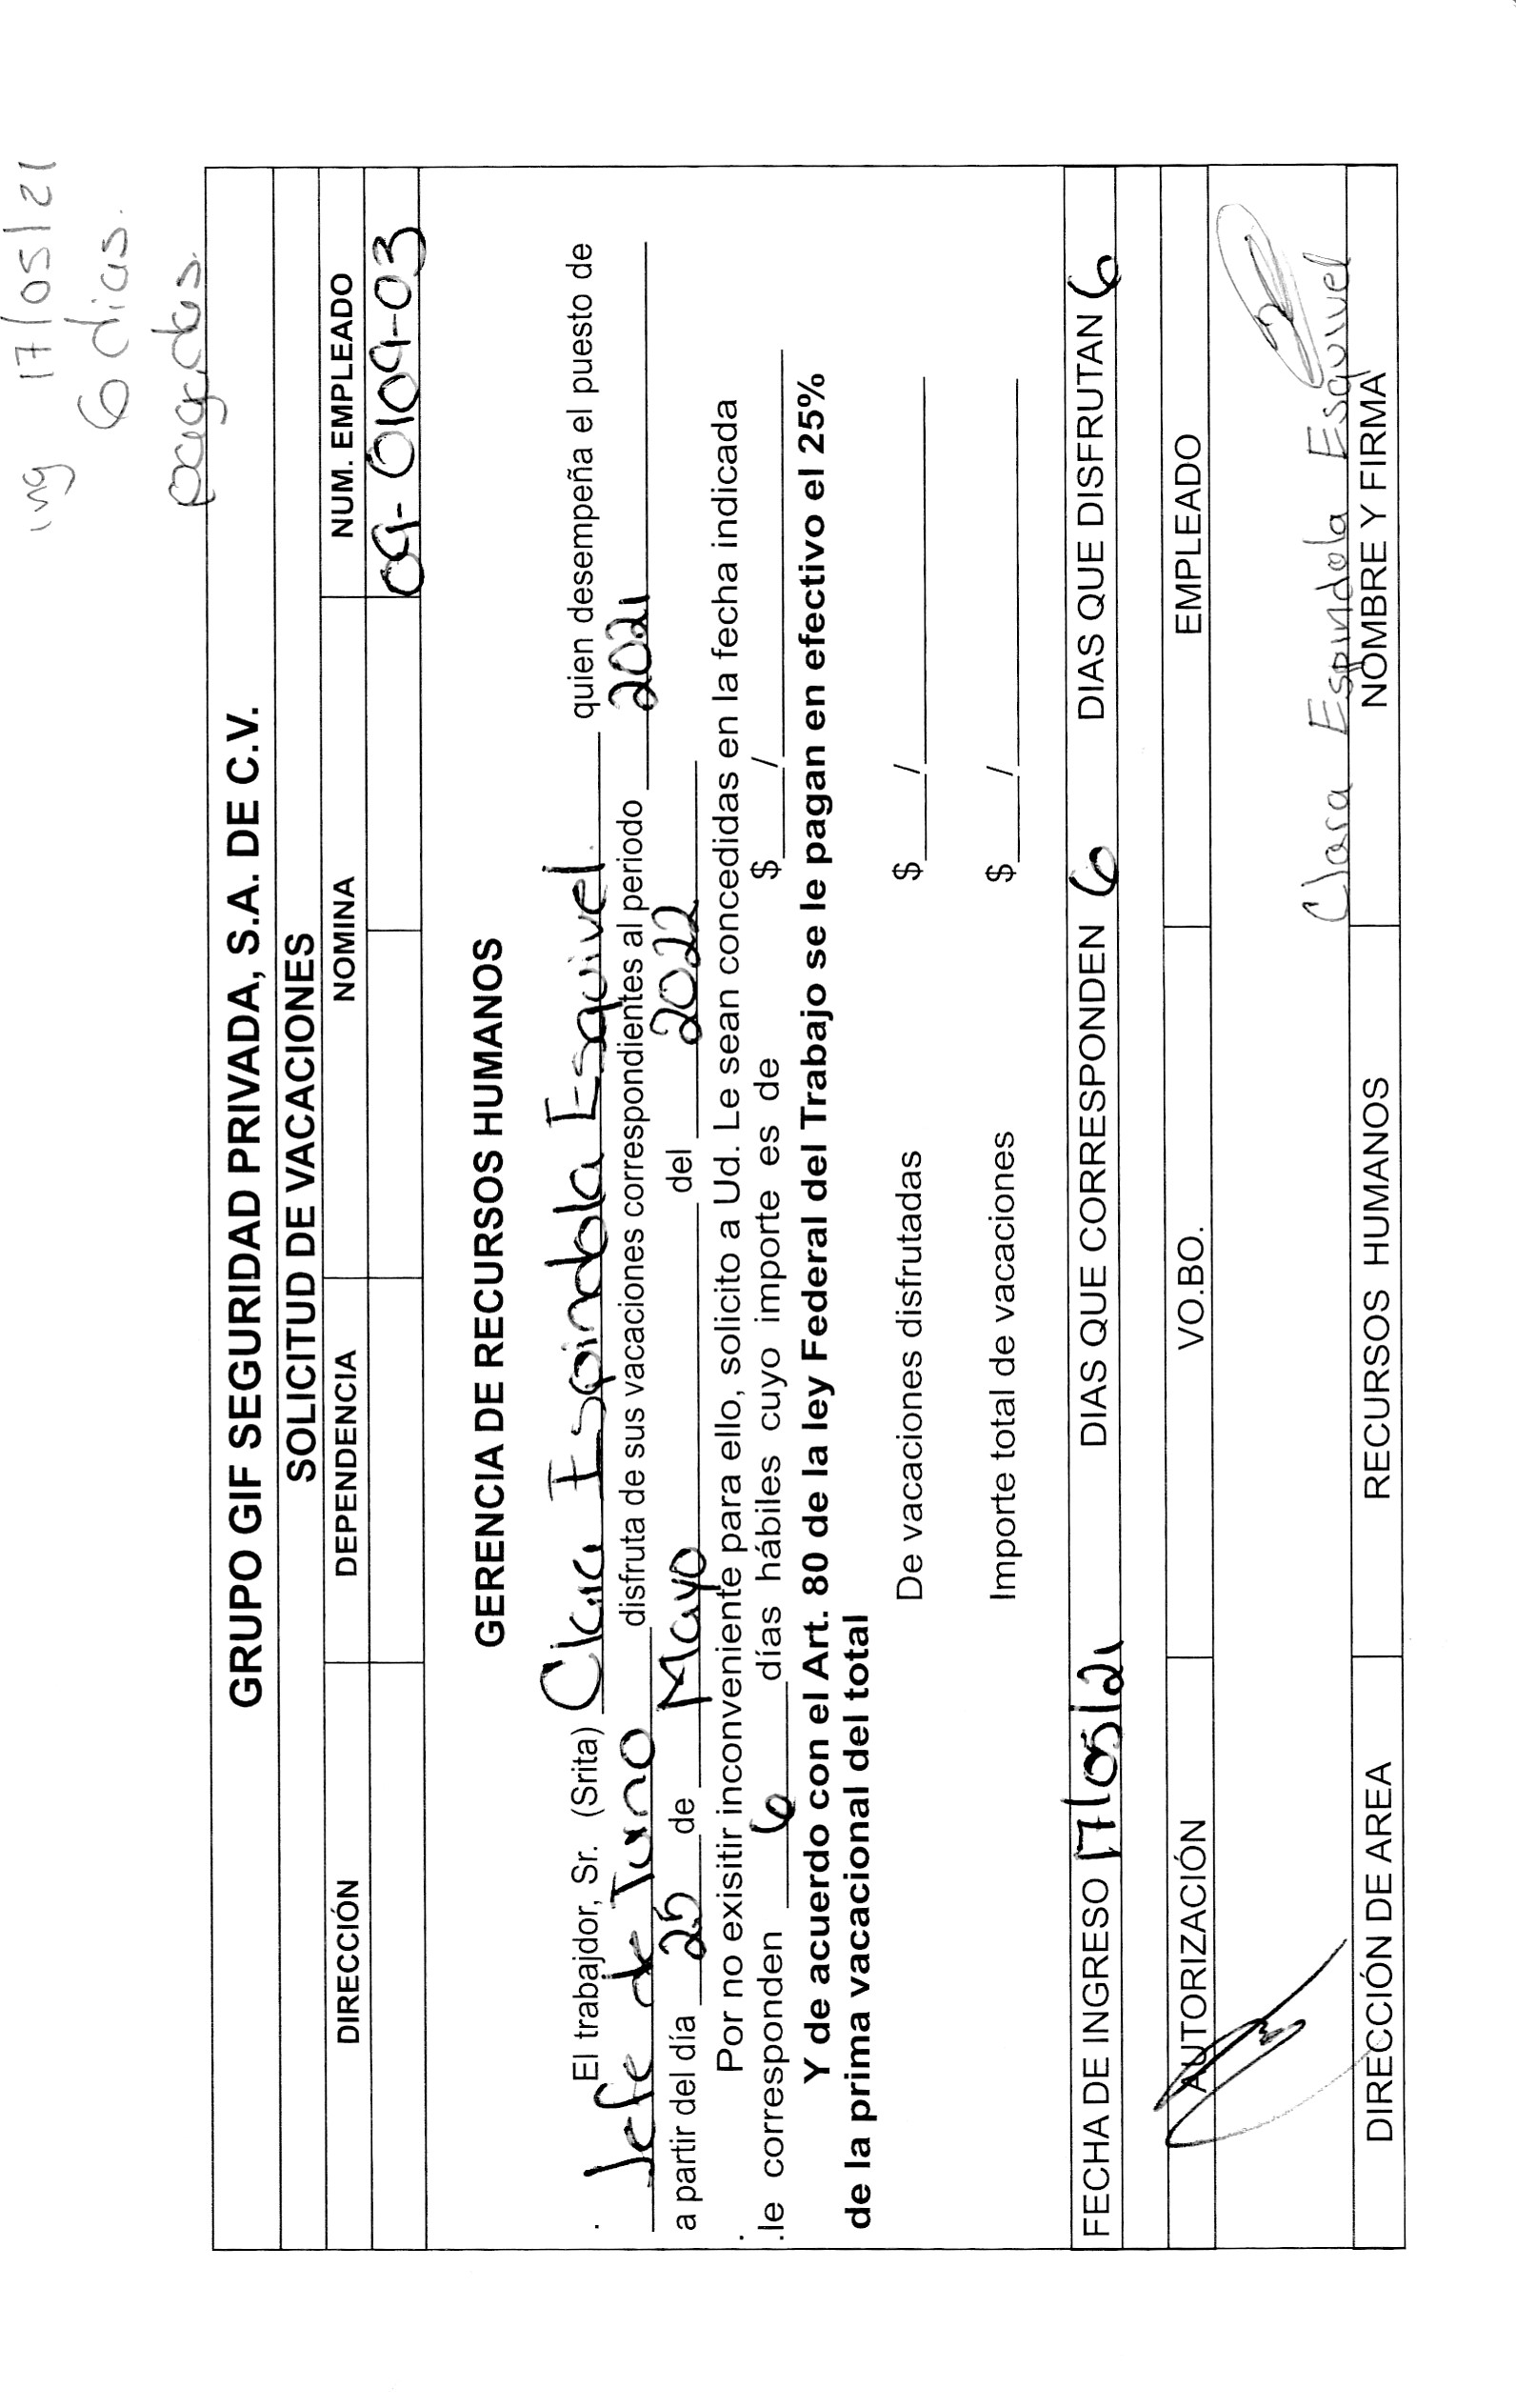 ing 17/05/21
6 dias.
pagados.
GRUPO GIF SEGURIDAD PRIVADA, S.A. DE C.V.
SOLICITUD DE VACACIONES
DIRECCIÓN DEPENDENCIA NOMINA NUM. EMPLEADO
09-0109-03
GERENCIA DE RECURSOS HUMANOS
El trabajdor, Sr. (Srita) Clara Espindola Esquivel. quien desempeña el puesto de
Jefe de Turno disfruta de sus vacaciones correspondientes al periodo 2021
a partir del día 25 de Mayo del 2022
Por no exisitir inconveniente para ello, solicito a Ud. Le sean concedidas en la fecha indicada
.le corresponden 6 días hábiles cuyo importe es de $ /
Y de acuerdo con el Art. 80 de la ley Federal del Trabajo se le pagan en efectivo el 25%
de la prima vacacional del total
De vacaciones disfrutadas $ /
Importe total de vacaciones $ /
FECHA DE INGRESO 17/05/21 DIAS QUE CORRESPONDEN 6 DIAS QUE DISFRUTAN 6
AUTORIZACIÓN VO.BO. EMPLEADO
Clara Espindola Esquivel
DIRECCIÓN DE AREA RECURSOS HUMANOS NOMBRE Y FIRMA